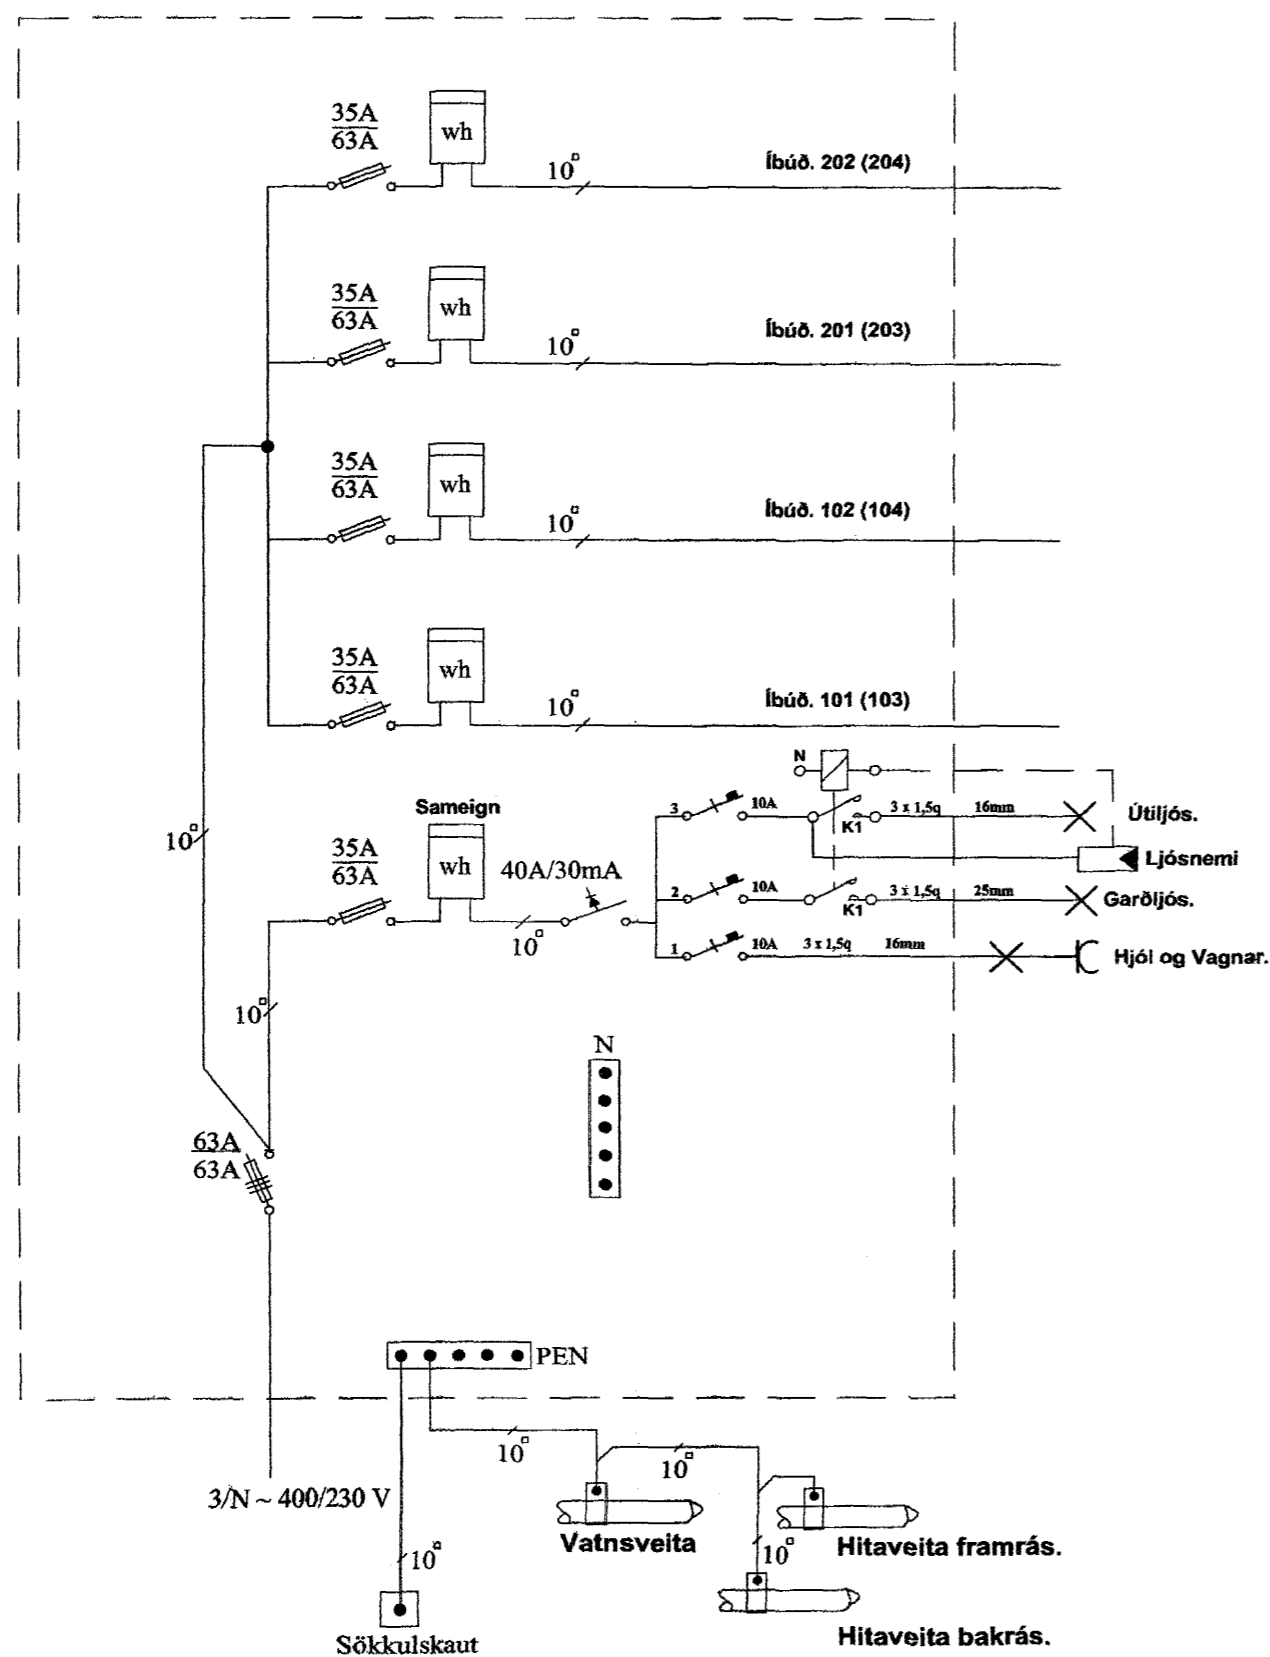 35A
63A
wh
10□
Íbúð. 202 (204)
35A
63A
wh
10□
Íbúð. 201 (203)
35A
63A
wh
10□
Íbúð. 102 (104)
35A
63A
wh
10□
Íbúð. 101 (103)
N
Sameign
3 10A K1 3 x 1,5q 16mm Útiljós.
10□
35A
63A
wh
40A/30mA
Ljósnemi
2 10A K1 3 x 1,5q 25mm Garðljós.
10□
1 10A 3 x 1,5q 16mm Hjól og Vagnar.
10□
N
63A
63A
PEN
10□
10□
3/N ~ 400/230 V
Vatnsveita
10□
10□
Hitaveita framrás.
Sökkulskaut
Hitaveita bakrás.